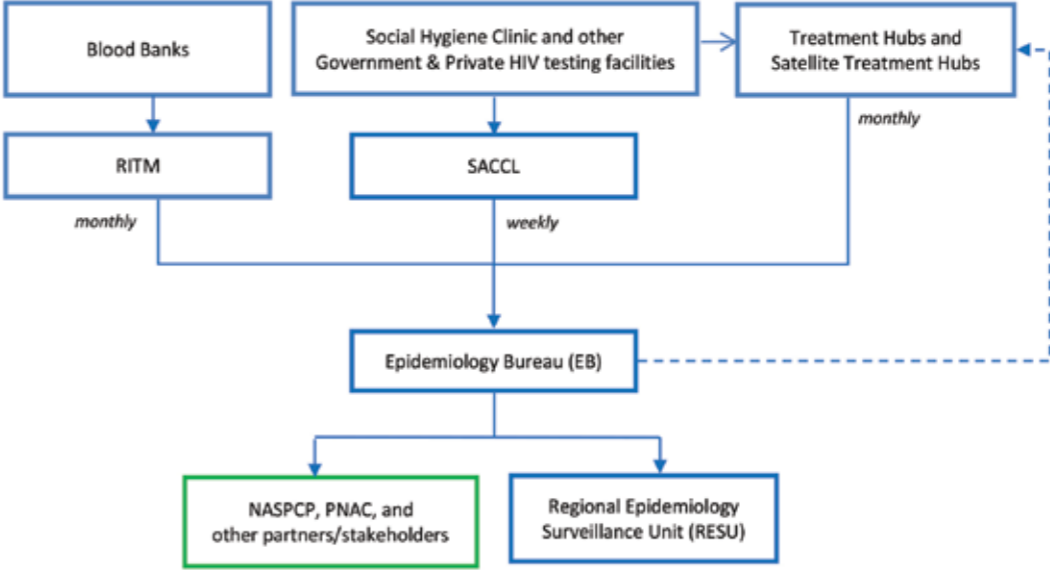 Blood Banks
Social Hygiene Clinic and other
Government & Private HIV testing facilities
Treatment Hubs and
Satellite Treatment Hubs
RITM
SACCL
monthly
monthly
weekly
Epidemiology Bureau (EB)
NASPCP, PNAC, and
other partners/stakeholders
Regional Epidemiology
Surveillance Unit (RESU)